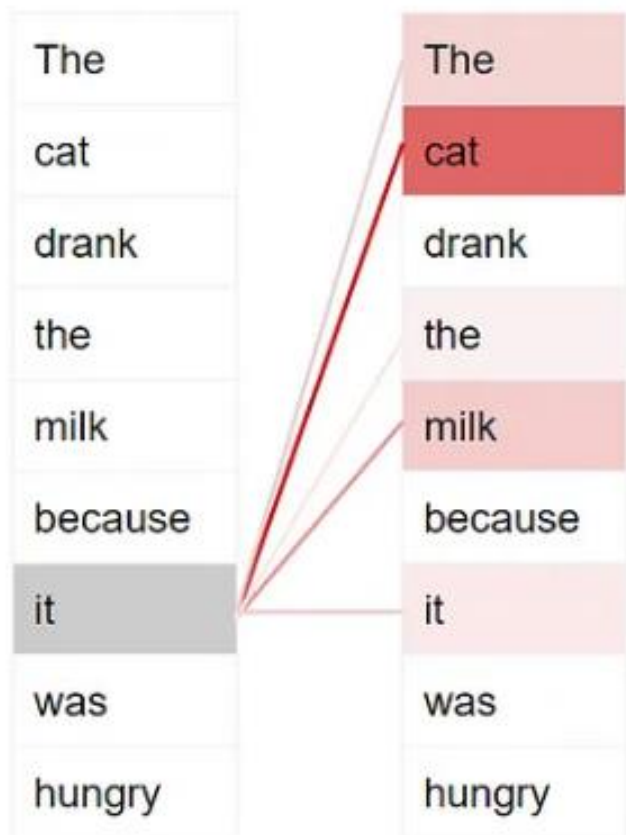 The
cat
drank
the
milk
because
it
was
hungry
The
cat
drank
the
milk
because
it
was
hungry